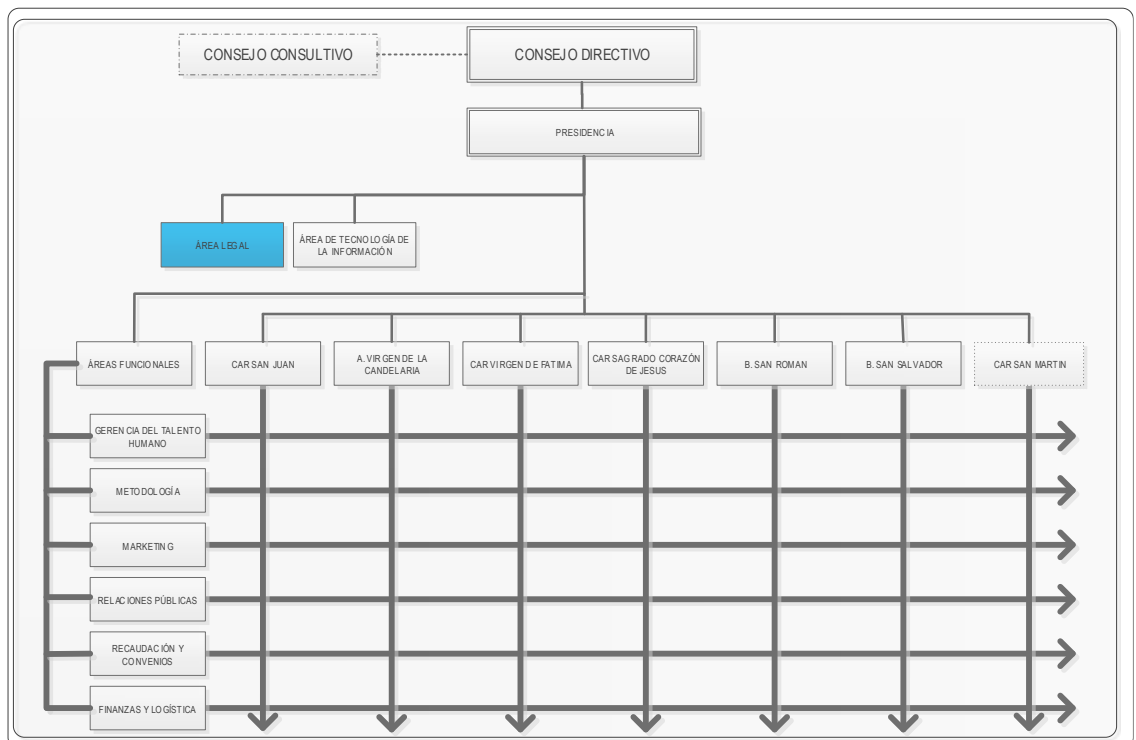 CONSEJO CONSULTIVO
CONSEJO DIRECTIVO
PRESIDENCIA
ÁREA LEGAL
ÁREA DE TECNOLOGÍA DE
LA INFORMACIÓN
ÁREAS FUNCIONALES
CAR SAN JUAN
A. VIRGEN DE LA
CANDELARIA
CAR VIRGEN DE FATIMA
CAR SAGRADO CORAZÓN
DE JESUS
B. SAN ROMAN
B. SAN SALVADOR
CAR SAN MARTIN
GERENCIA DEL TALENTO
HUMANO
METODOLOGÍA
MARKETING
RELACIONES PÚBLICAS
RECAUDACIÓN Y
CONVENIOS
FINANZAS Y LOGÍSTICA